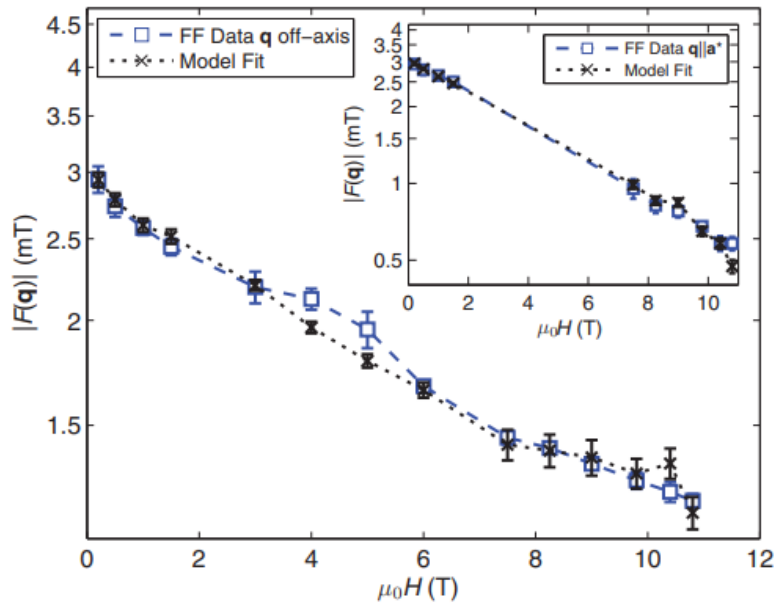 4.5
3.5
3
2.5
2
1.5
|F(q)| (mT)
0 2 4 6 8 10 12
μ₀H (T)
FF Data q off−axis
Model Fit
4.5
3.5
3
2.5
1.5
1
0.5
|F(q)| (mT)
0 2 4 6 8 10
μ₀H (T)
FF Data q||a*
Model Fit